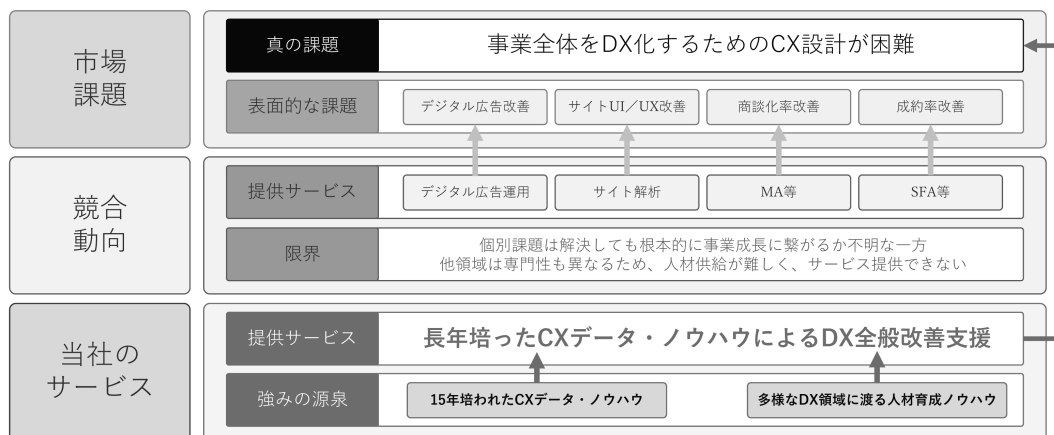 市場
課題
真の課題
事業全体をDX化するためのCX設計が困難
表面的な課題
デジタル広告改善
サイトUI／UX改善
商談化率改善
成約率改善
競合
動向
提供サービス
デジタル広告運用
サイト解析
MA等
SFA等
限界
個別課題は解決しても根本的に事業成長に繋がるか不明な一方
他領域は専門性も異なるため、人材供給が難しく、サービス提供できない
当社の
サービス
提供サービス
長年培ったCXデータ・ノウハウによるDX全般改善支援
強みの源泉
15年培われたCXデータ・ノウハウ
多様なDX領域に渡る人材育成ノウハウ